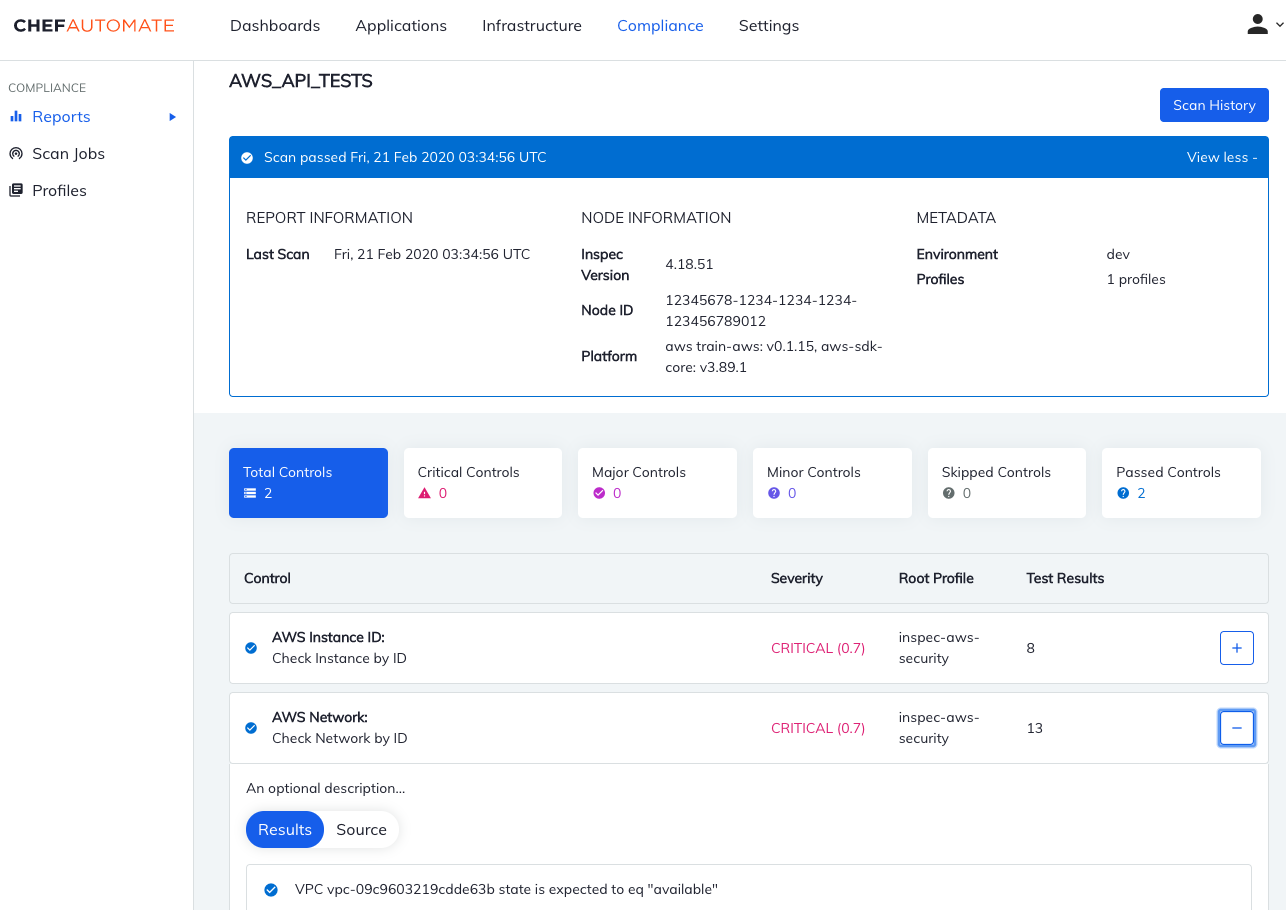 CHEFAUTOMATE
Dashboards
Applications
Infrastructure
Compliance
Settings
COMPLIANCE
Reports
Scan Jobs
Profiles
AWS_API_TESTS
Scan History
Scan passed Fri, 21 Feb 2020 03:34:56 UTC
View less -
REPORT INFORMATION
Last Scan Fri, 21 Feb 2020 03:34:56 UTC
NODE INFORMATION
Inspec
Version
4.18.51
Node ID
12345678-1234-1234-1234-
123456789012
Platform
aws train-aws: v0.1.15, aws-sdk-
core: v3.89.1
METADATA
Environment dev
Profiles 1 profiles
Total Controls
2
Critical Controls
0
Major Controls
0
Minor Controls
0
Skipped Controls
0
Passed Controls
2
Control Severity Root Profile Test Results
AWS Instance ID:
Check Instance by ID
CRITICAL (0.7)
inspec-aws-
security
8
+
AWS Network:
Check Network by ID
CRITICAL (0.7)
inspec-aws-
security
13
−
An optional description...
Results Source
VPC vpc-09c9603219cdde63b state is expected to eq "available"